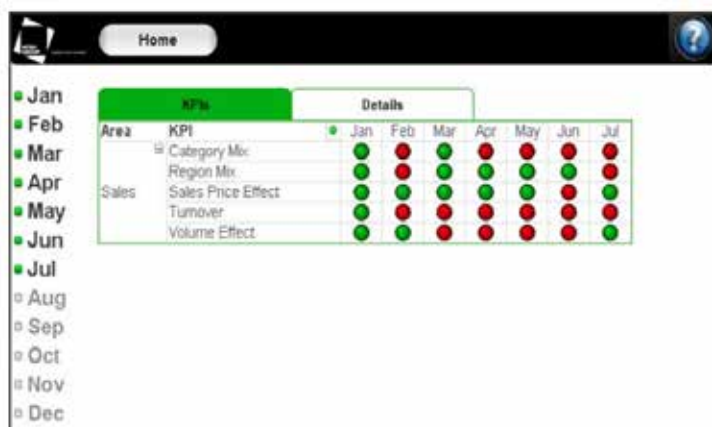 Home
Jan
Feb
Mar
Apr
May
Jun
Jul
Aug
Sep
Oct
Nov
Dec
KPIs Details
Area KPI Jan Feb Mar Apr May Jun Jul
Category Mix
Region Mix
Sales Sales Price Effect
Turnover
Volume Effect
?